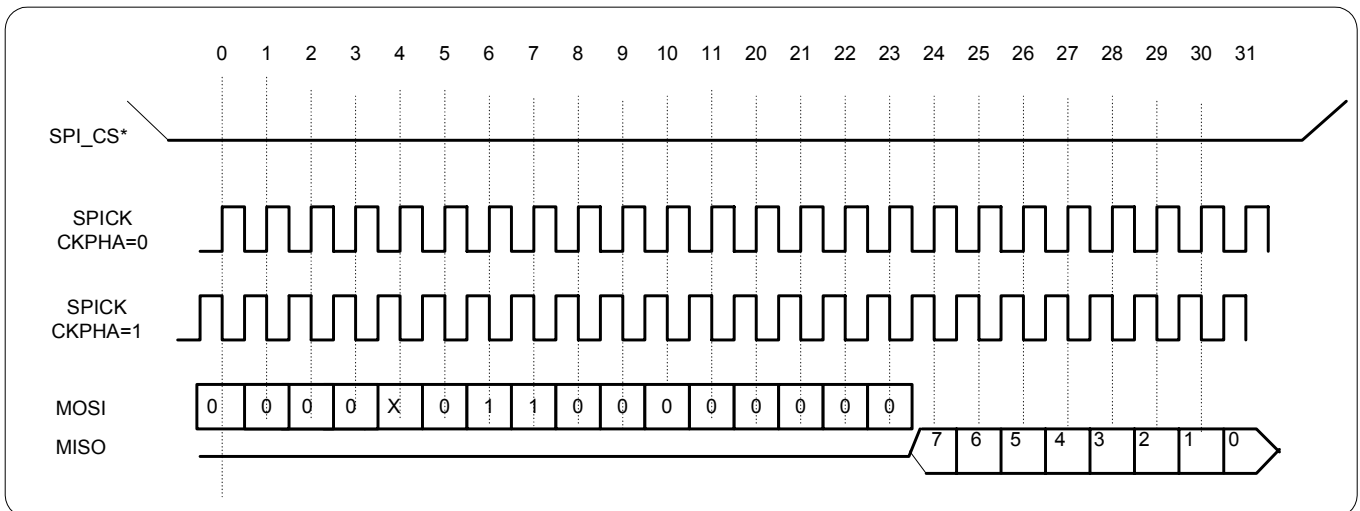 0 1 2 3 4 5 6 7 8 9 10 11 20 21 22 23 24 25 26 27 28 29 30 31
SPI_CS*
SPICK
CKPHA=0
SPICK
CKPHA=1
MOSI 0 0 0 0 X 0 1 1 0 0 0 0 0 0 0 0
MISO 7 6 5 4 3 2 1 0